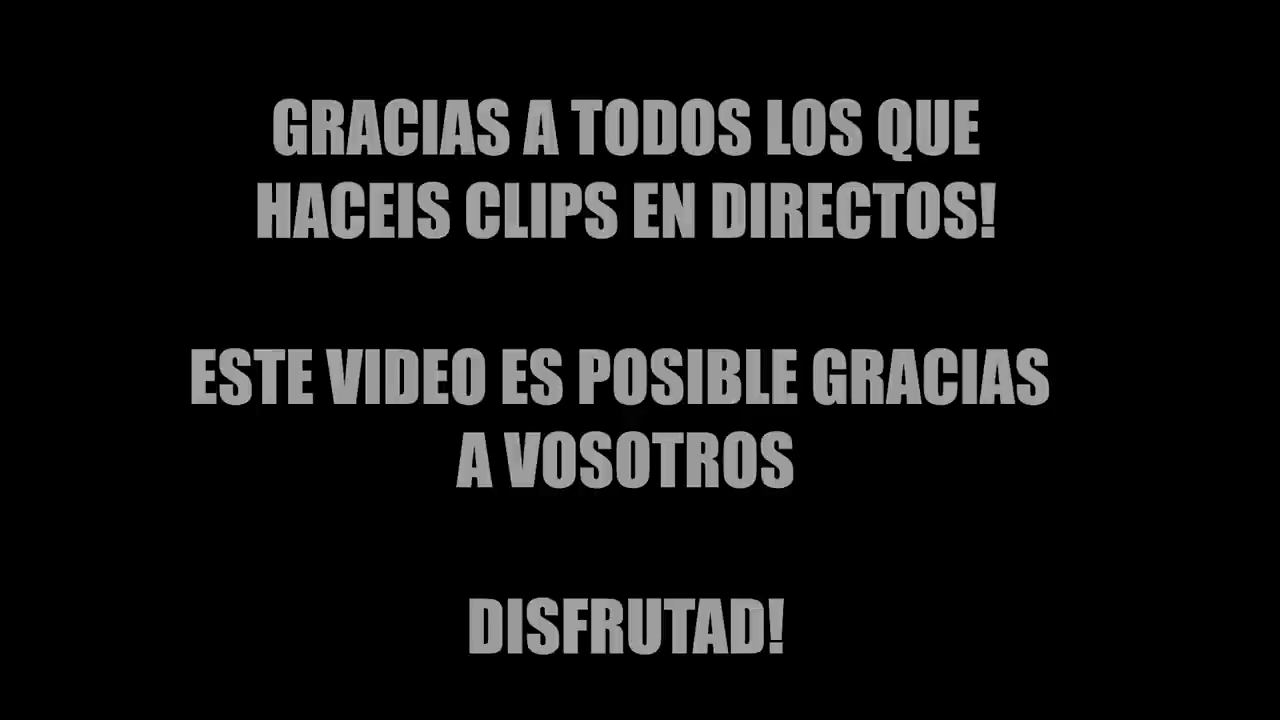 GRACIAS A TODOS LOS QUE
HACEIS CLIPS EN DIRECTOS!
ESTE VIDEO ES POSIBLE GRACIAS
A VOSOTROS
DISFRUTAD!